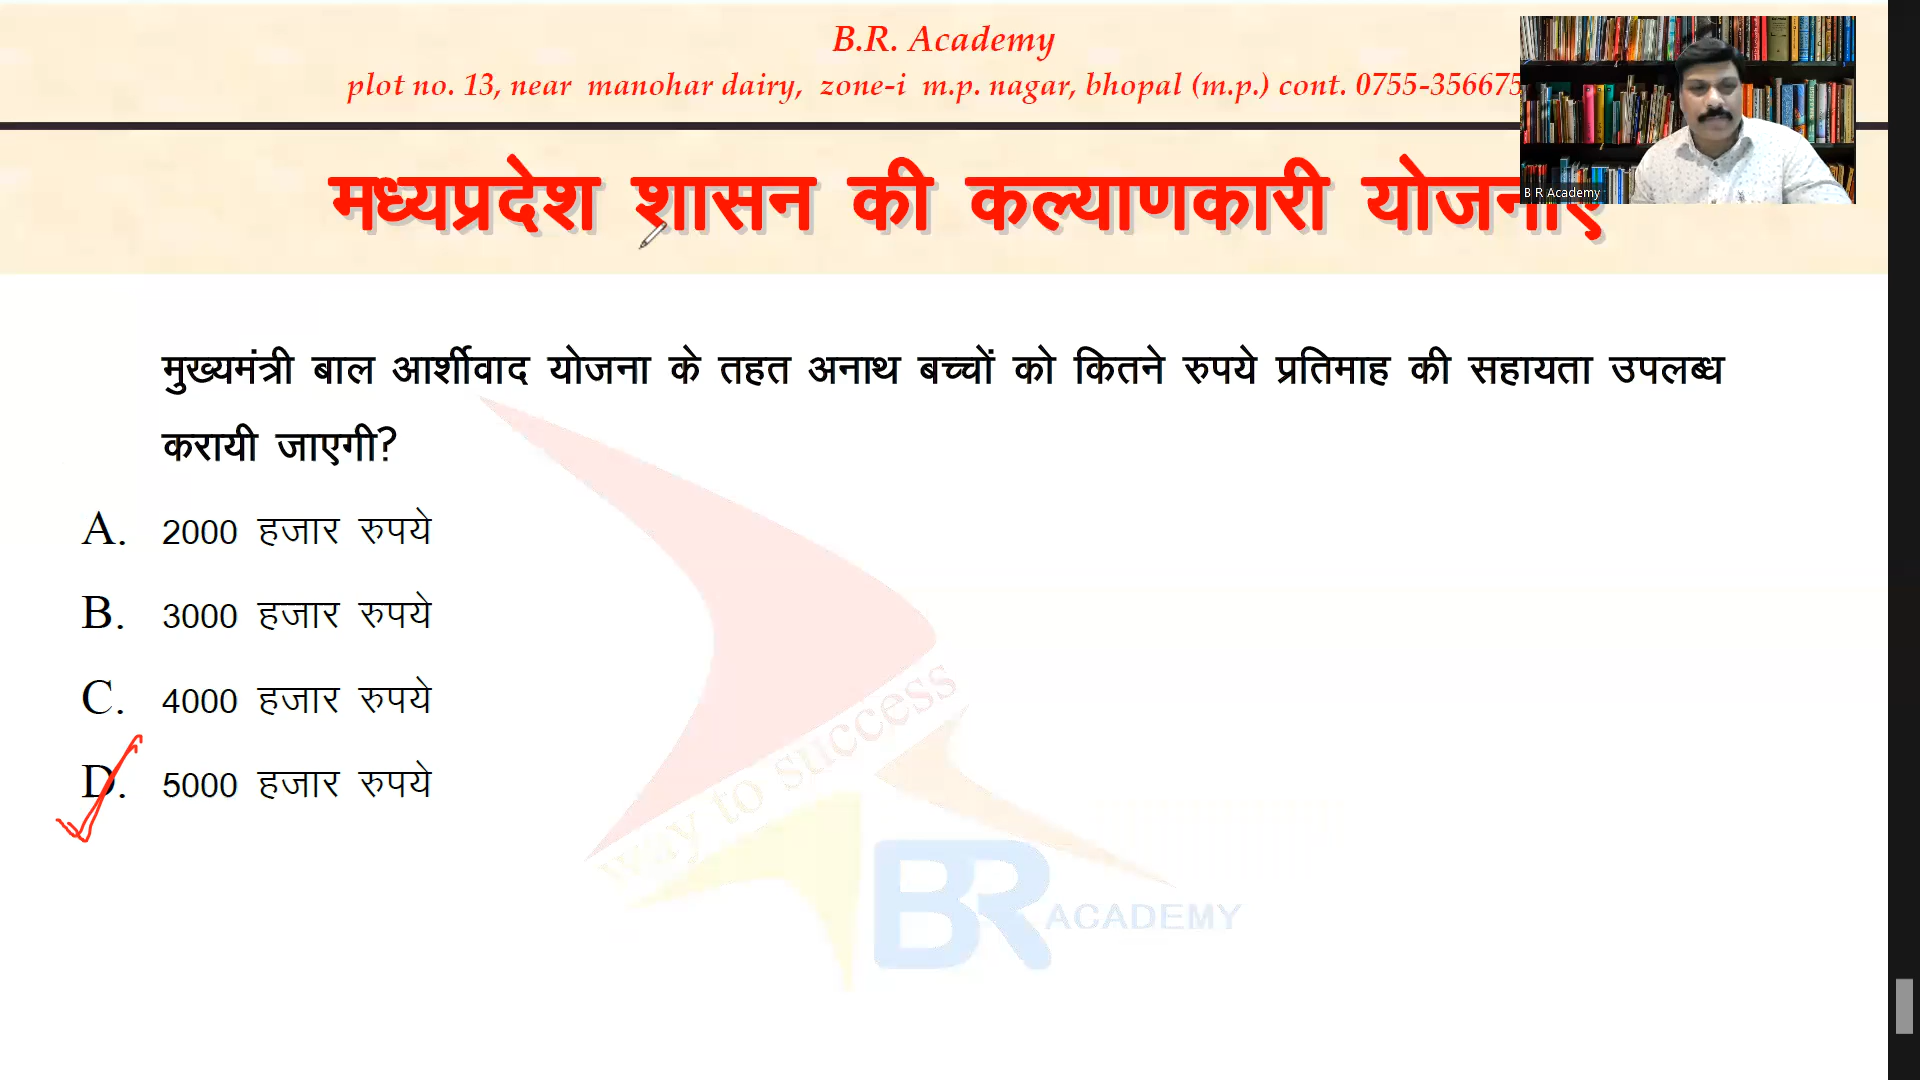 B.R. Academy
plot no. 13, near manohar dairy, zone-i m.p. nagar, bhopal (m.p.) cont. 0755-356675
B R Academy
मध्यप्रदेश शासन की कल्याणकारी योजनाएं
मुख्यमंत्री बाल आर्शीवाद योजना के तहत अनाथ बच्चों को कितने रुपये प्रतिमाह की सहायता उपलब्ध
करायी जाएगी?
A. 2000 हजार रुपये
B. 3000 हजार रुपये
C. 4000 हजार रुपये
D. 5000 हजार रुपये
way to success
BR ACADEMY